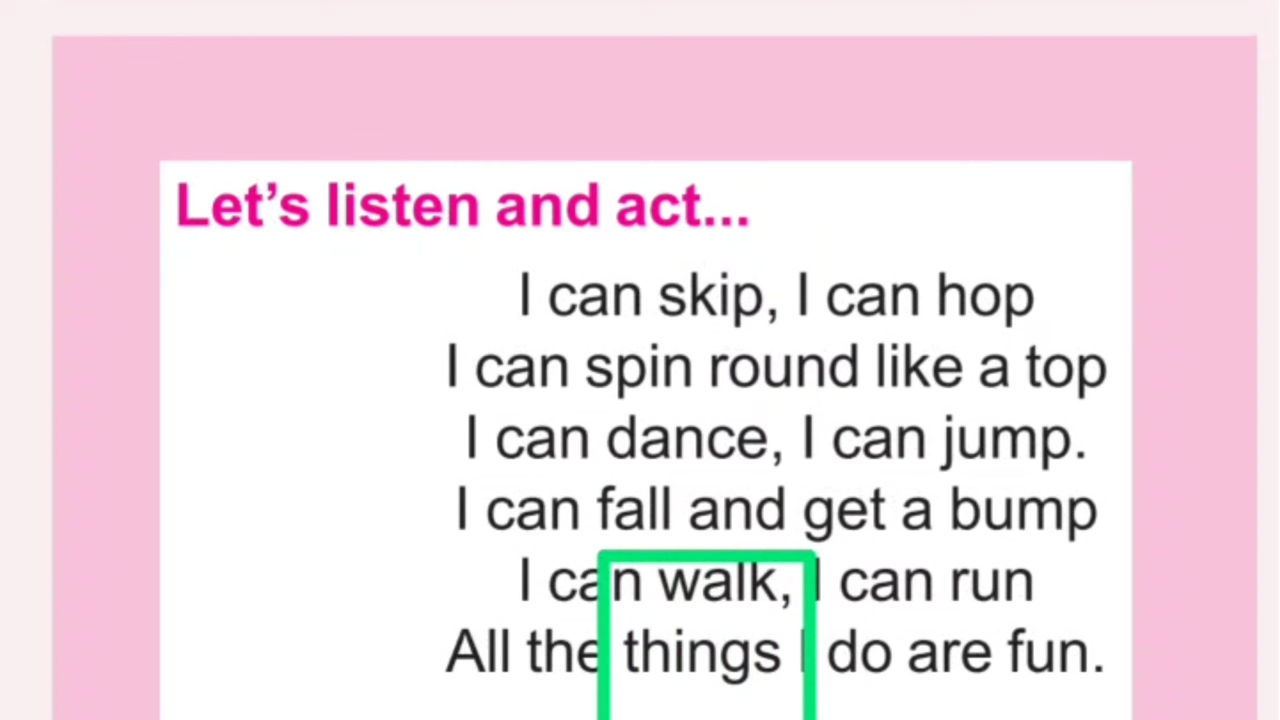 Let’s listen and act...
I can skip, I can hop
I can spin round like a top
I can dance, I can jump.
I can fall and get a bump
I can walk, I can run
All the things I do are fun.